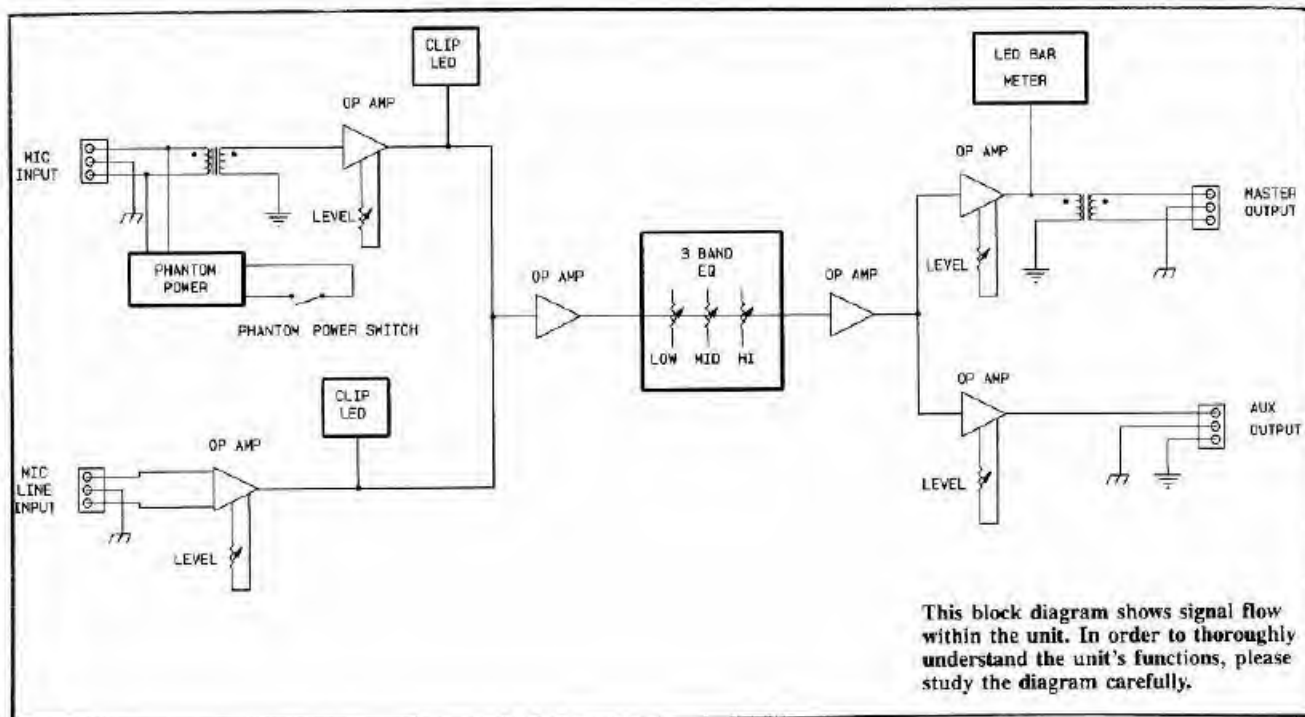 CLIP
LED
OP AMP
MIC
INPUT
LEVEL
PHANTOM
POWER
PHANTOM POWER SWITCH
CLIP
LED
OP AMP
MIC
LINE
INPUT
LEVEL
OP AMP
3 BAND
EQ
LOW MID HI
OP AMP
LED BAR
METER
OP AMP
LEVEL
MASTER
OUTPUT
OP AMP
LEVEL
AUX
OUTPUT
This block diagram shows signal flow
within the unit. In order to thoroughly
understand the unit's functions, please
study the diagram carefully.